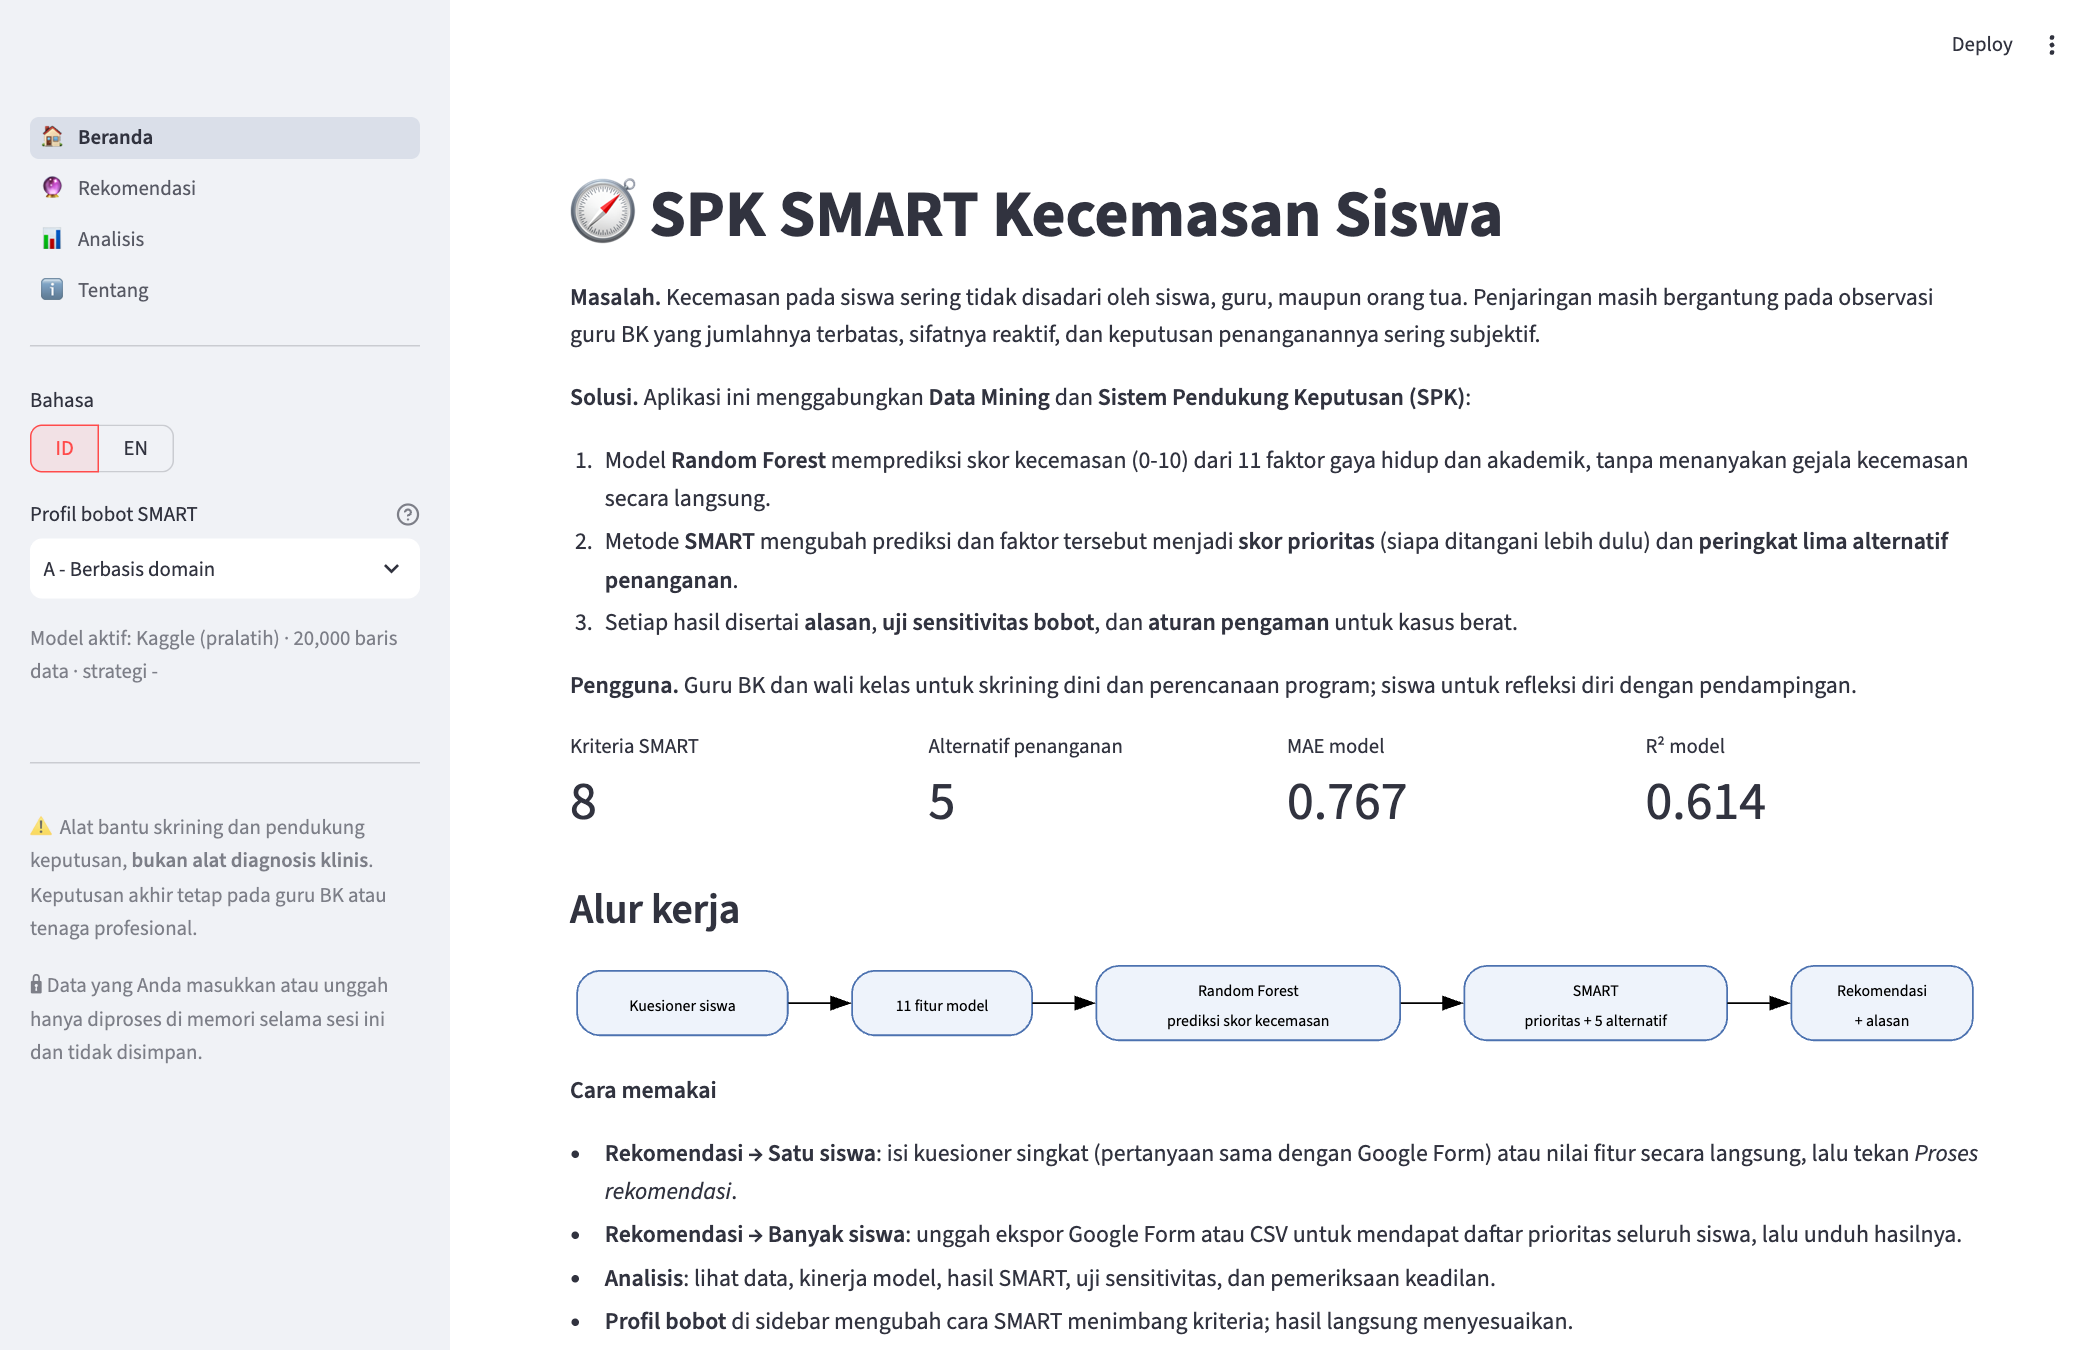 Deploy
Beranda
Rekomendasi
Analisis
Tentang
Bahasa
ID
EN
Profil bobot SMART
A - Berbasis domain
Model aktif: Kaggle (pralatih) · 20,000 baris
data · strategi -
Alat bantu skrining dan pendukung
keputusan, bukan alat diagnosis klinis.
Keputusan akhir tetap pada guru BK atau
tenaga profesional.
Data yang Anda masukkan atau unggah
hanya diproses di memori selama sesi ini
dan tidak disimpan.
SPK SMART Kecemasan Siswa
Masalah. Kecemasan pada siswa sering tidak disadari oleh siswa, guru, maupun orang tua. Penjaringan masih bergantung pada observasi
guru BK yang jumlahnya terbatas, sifatnya reaktif, dan keputusan penanganannya sering subjektif.
Solusi. Aplikasi ini menggabungkan Data Mining dan Sistem Pendukung Keputusan (SPK):
1. Model Random Forest memprediksi skor kecemasan (0-10) dari 11 faktor gaya hidup dan akademik, tanpa menanyakan gejala kecemasan
secara langsung.
2. Metode SMART mengubah prediksi dan faktor tersebut menjadi skor prioritas (siapa ditangani lebih dulu) dan peringkat lima alternatif
penanganan.
3. Setiap hasil disertai alasan, uji sensitivitas bobot, dan aturan pengaman untuk kasus berat.
Pengguna. Guru BK dan wali kelas untuk skrining dini dan perencanaan program; siswa untuk refleksi diri dengan pendampingan.
Kriteria SMART
8
Alternatif penanganan
5
MAE model
0.767
R² model
0.614
Alur kerja
Kuesioner siswa
11 fitur model
Random Forest
prediksi skor kecemasan
SMART
prioritas + 5 alternatif
Rekomendasi
+ alasan
Cara memakai
• Rekomendasi → Satu siswa: isi kuesioner singkat (pertanyaan sama dengan Google Form) atau nilai fitur secara langsung, lalu tekan Proses
rekomendasi.
• Rekomendasi → Banyak siswa: unggah ekspor Google Form atau CSV untuk mendapat daftar prioritas seluruh siswa, lalu unduh hasilnya.
• Analisis: lihat data, kinerja model, hasil SMART, uji sensitivitas, dan pemeriksaan keadilan.
• Profil bobot di sidebar mengubah cara SMART menimbang kriteria; hasil langsung menyesuaikan.